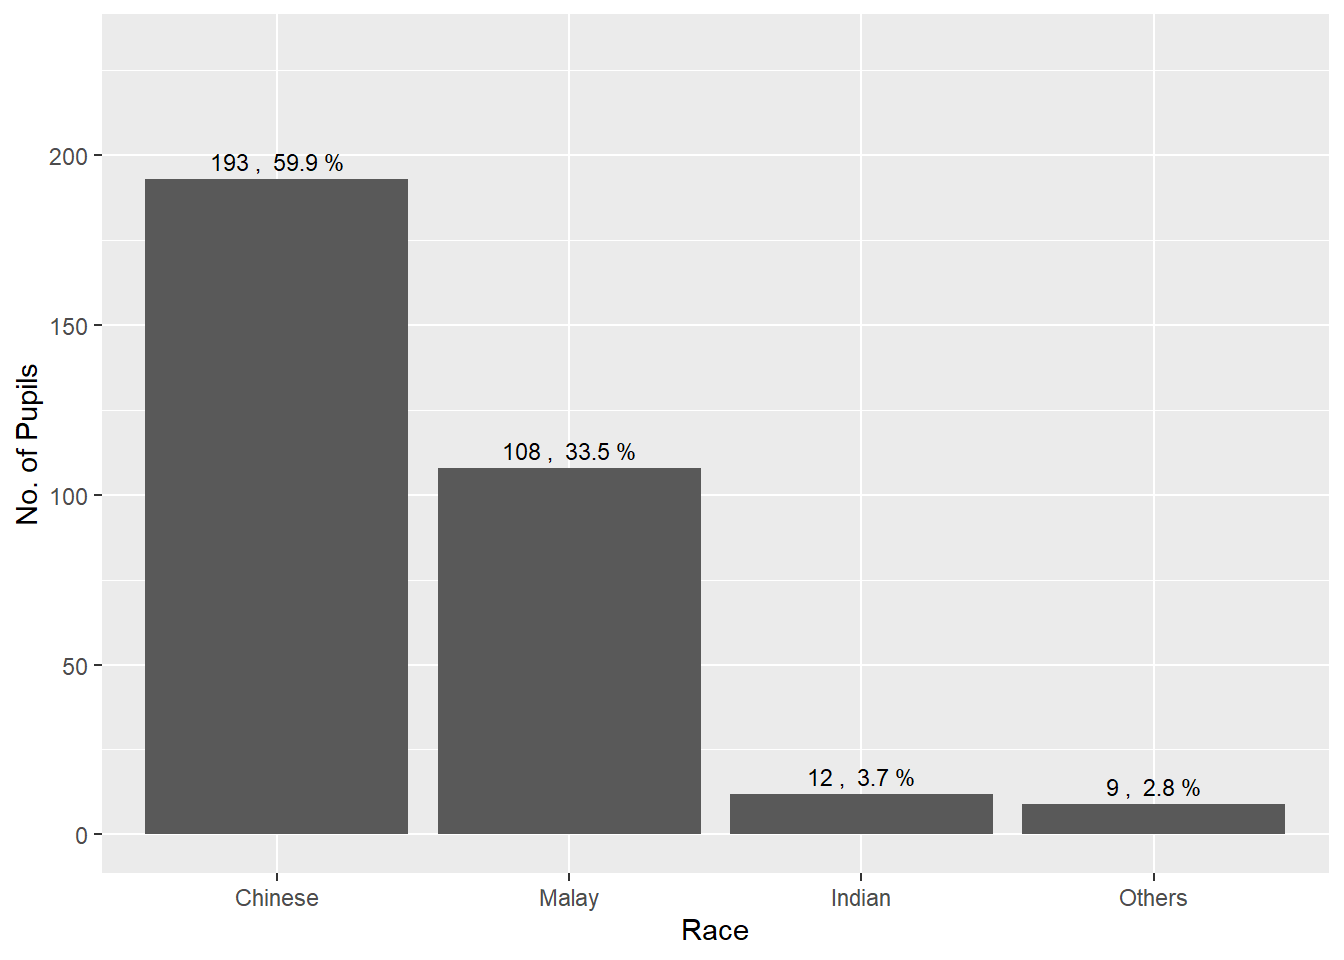 No. of Pupils
200
150
100
50
0
193 ,  59.9 %
108 ,  33.5 %
12 ,  3.7 %
9 ,  2.8 %
Chinese
Malay
Indian
Others
Race